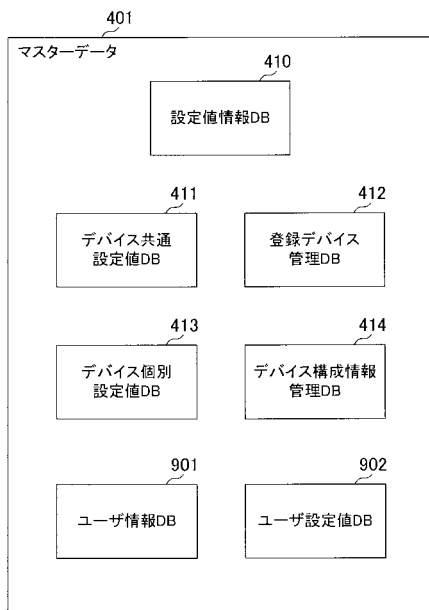 401
マスターデータ
410
設定値情報DB
411
デバイス共通
設定値DB
412
登録デバイス
管理DB
413
デバイス個別
設定値DB
414
デバイス構成情報
管理DB
901
ユーザ情報DB
902
ユーザ設定値DB